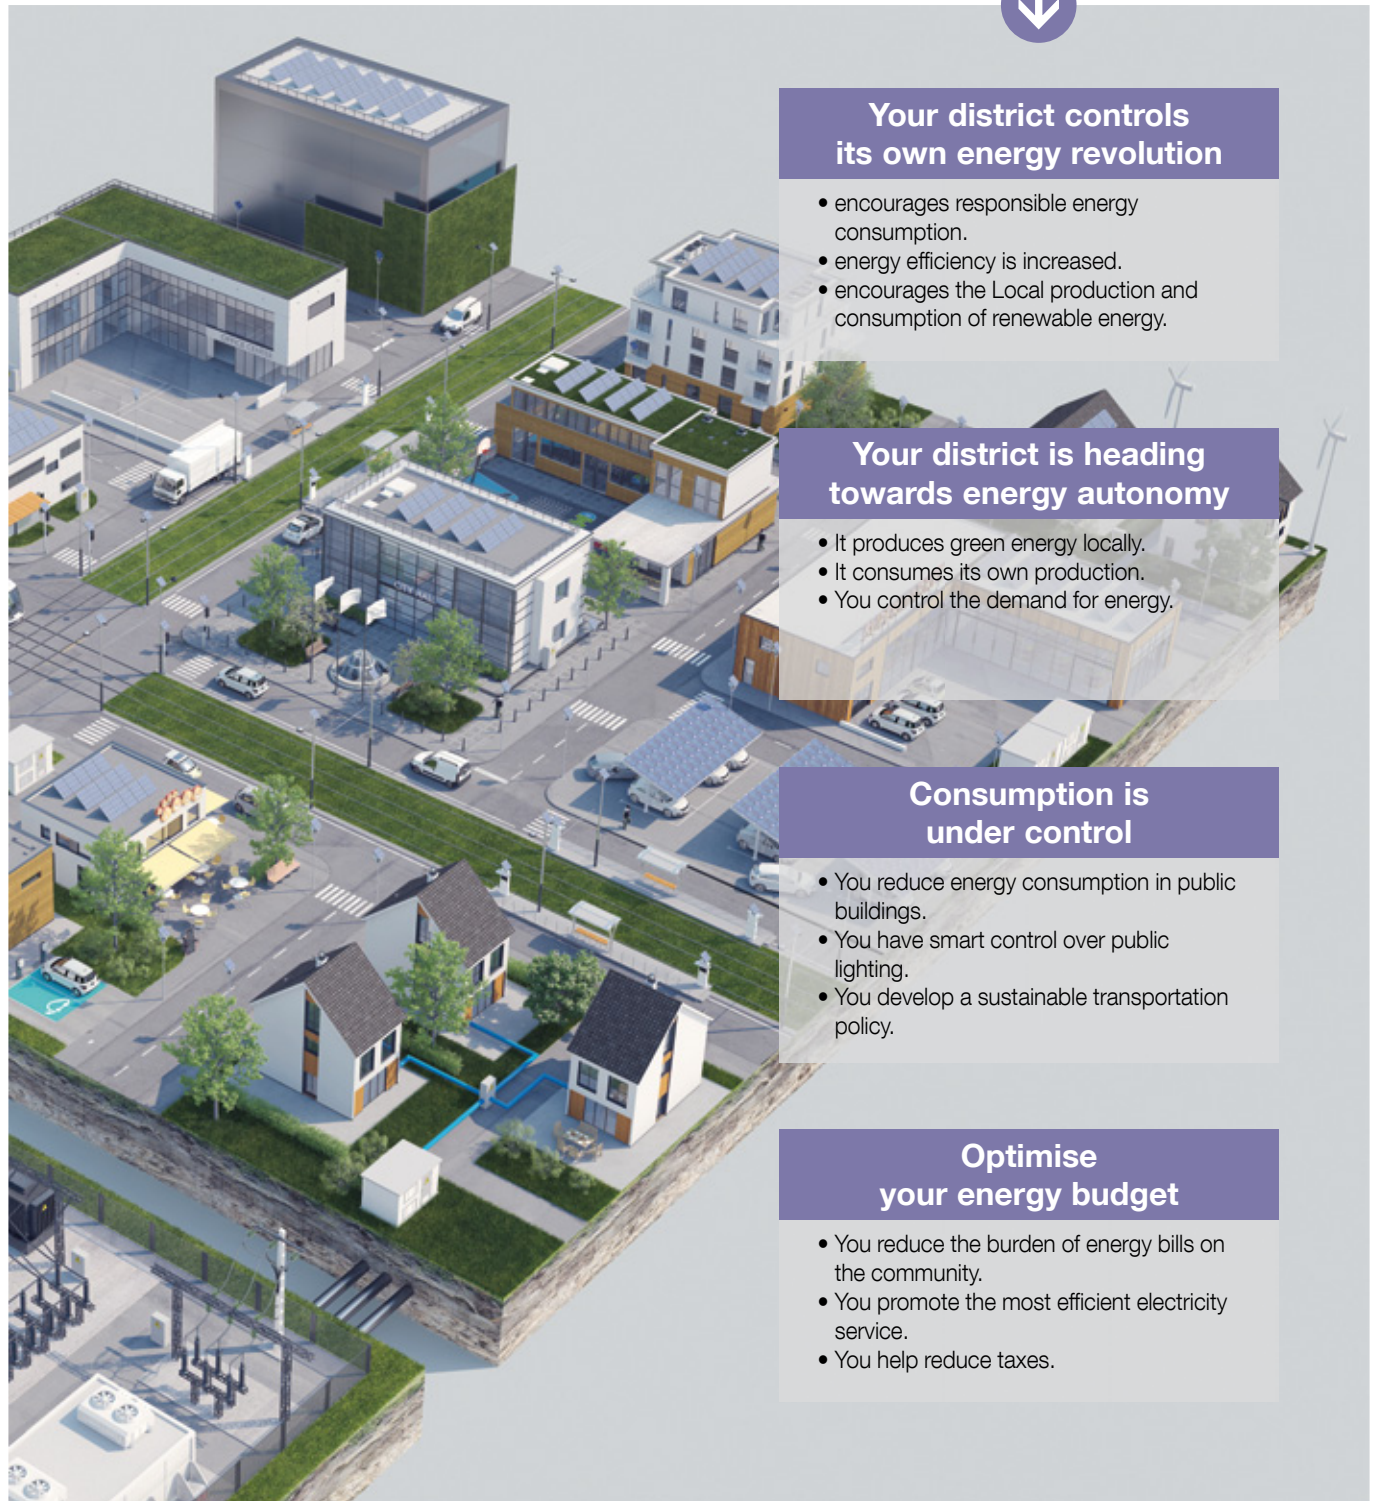 Your district controls
its own energy revolution
• encourages responsible energy
consumption.
• energy efficiency is increased.
• encourages the Local production and
consumption of renewable energy.
Your district is heading
towards energy autonomy
• It produces green energy locally.
• It consumes its own production.
• You control the demand for energy.
Consumption is
under control
• You reduce energy consumption in public
buildings.
• You have smart control over public
lighting.
• You develop a sustainable transportation
policy.
Optimise
your energy budget
• You reduce the burden of energy bills on
the community.
• You promote the most efficient electricity
service.
• You help reduce taxes.